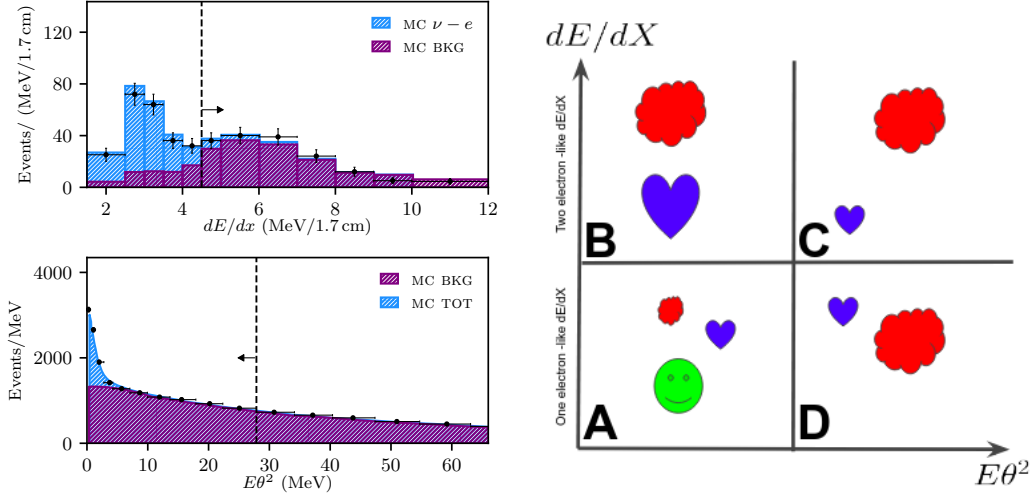 140
80
40
0
Events/ (MeV/1.7 cm)
MC ν − e
MC BKG
2
4
6
8
10
12
dE/dx (MeV/1.7 cm)
4000
2000
0
Events/MeV
MC BKG
MC TOT
0
10
20
30
40
50
60
Eθ² (MeV)
dE/dX
Two electron -like dE/dX
One electron -like dE/dX
B
C
A
D
Eθ²